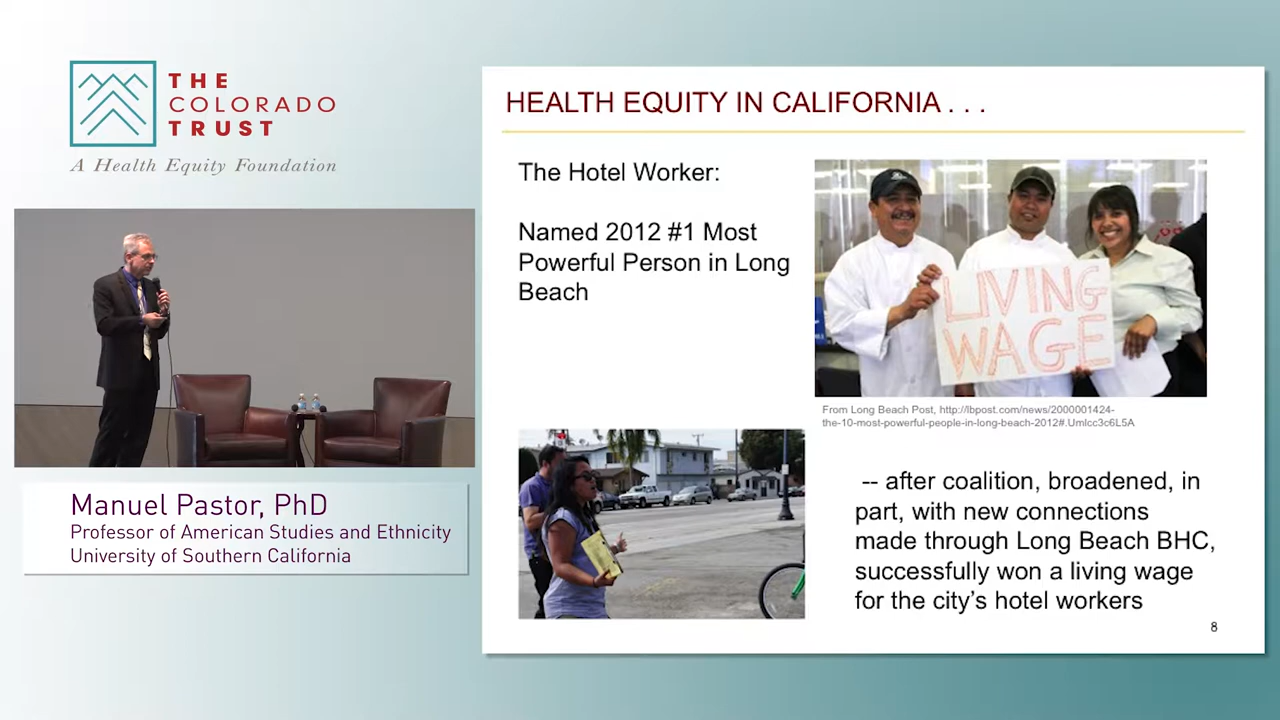 THE
COLORADO
TRUST
A Health Equity Foundation
Manuel Pastor, PhD
Professor of American Studies and Ethnicity
University of Southern California
HEALTH EQUITY IN CALIFORNIA . . .
The Hotel Worker:
Named 2012 #1 Most
Powerful Person in Long
Beach
LIVING
WAGE
From Long Beach Post, http://lbpost.com/news/2000001424-
the-10-most-powerful-people-in-long-beach-2012#.Umlcc3c6L5A
-- after coalition, broadened, in
part, with new connections
made through Long Beach BHC,
successfully won a living wage
for the city's hotel workers
8